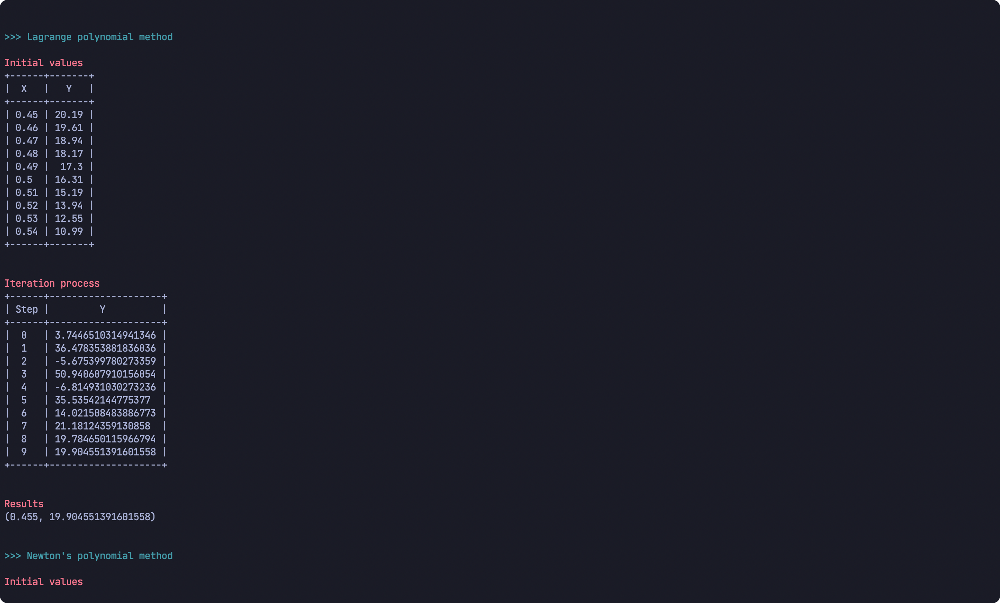 >>> Lagrange polynomial method
Initial values
+------+-------+
|  X   |   Y   |
+------+-------+
| 0.45 | 20.19 |
| 0.46 | 19.61 |
| 0.47 | 18.94 |
| 0.48 | 18.17 |
| 0.49 |  17.3 |
| 0.5  | 16.31 |
| 0.51 | 15.19 |
| 0.52 | 13.94 |
| 0.53 | 12.55 |
| 0.54 | 10.99 |
+------+-------+
Iteration process
+------+--------------------+
| Step |         Y          |
+------+--------------------+
|  0   | 3.7446510314941346 |
|  1   | 36.478353881836036 |
|  2   | -5.675399780273359 |
|  3   | 50.940607910156054 |
|  4   | -6.814931030273236 |
|  5   | 35.53542144775377  |
|  6   | 14.021508483886773 |
|  7   | 21.18124359130858  |
|  8   | 19.784650115966794 |
|  9   | 19.904551391601558 |
+------+--------------------+
Results
(0.455, 19.904551391601558)
>>> Newton's polynomial method
Initial values